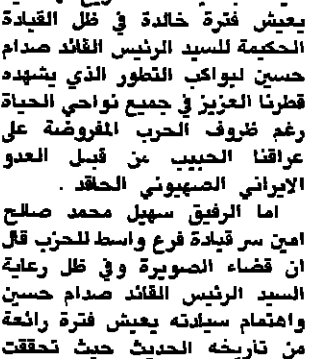 يعيش فترة خالدة في ظل القيادة
الحكيمة للسيد الرئيس القائد صدام
حسين ليواكب التطور الذي يشهده
قطرنا العزيز في جميع نواحي الحياة
رغم ظروف الحرب المفروضة على
عراقنا الحبيب من قبل العدو
الايراني الصهيوني الحاقد .
اما الرفيق سهيل محمد صالح
امين سر قيادة فرع واسط للحزب قال
ان قضاء الصويرة وفي ظل رعاية
السيد الرئيس القائد صدام حسين
واهتمام سيادته يعيش فترة رائعة
من تاريخه الحديث حيث تحققت